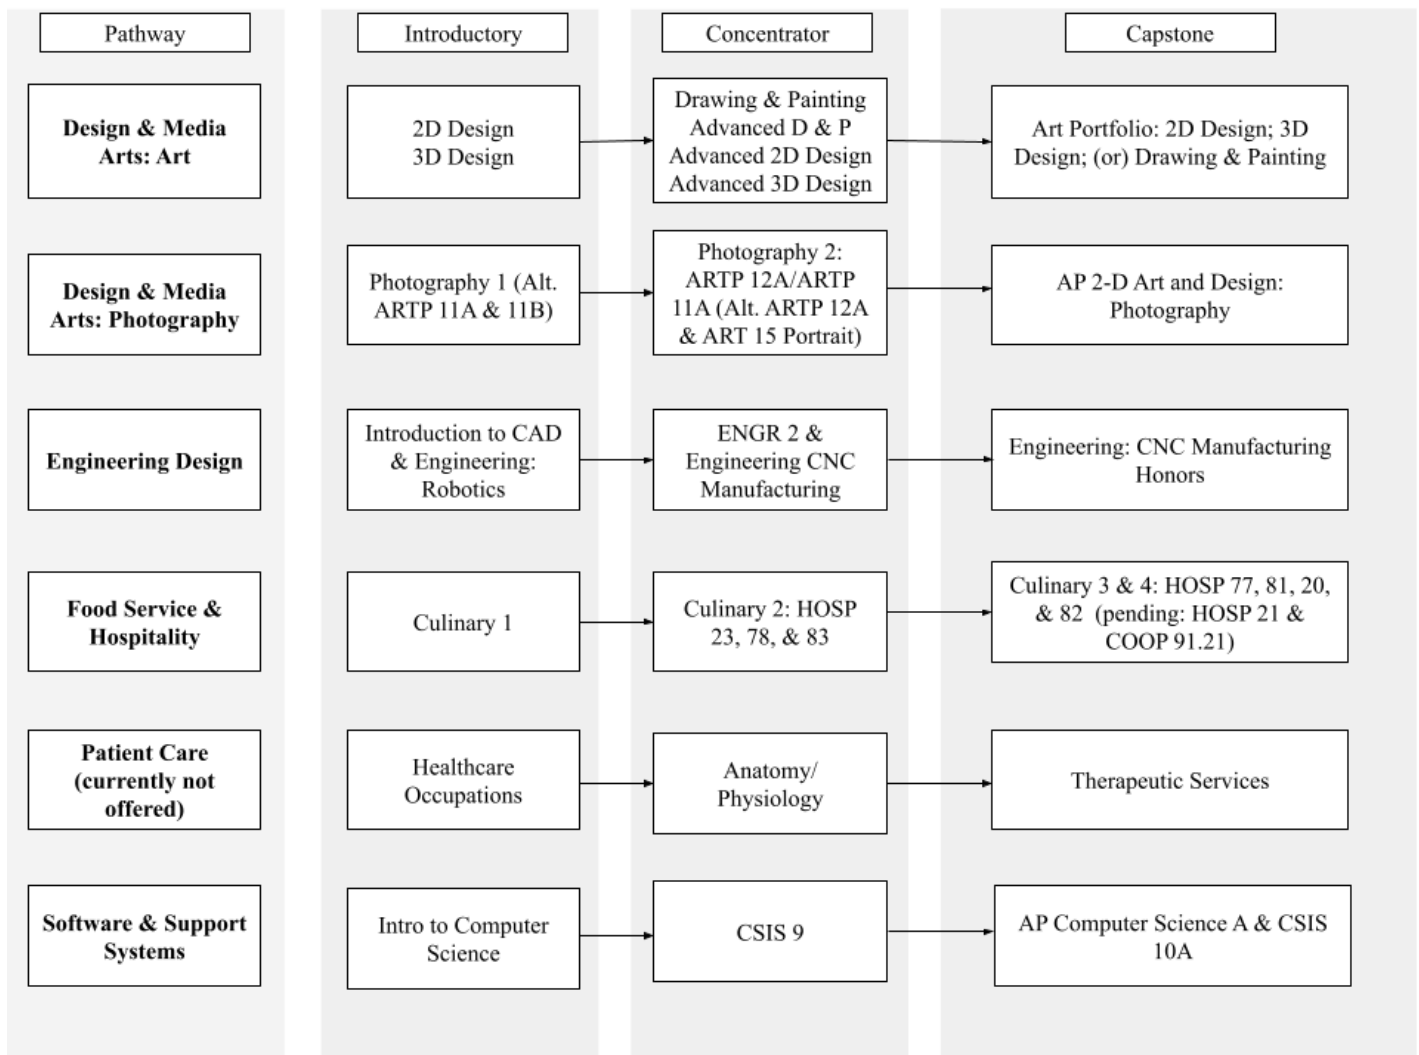 Pathway
Introductory
Concentrator
Capstone
Design & Media
Arts: Art
2D Design
3D Design
Drawing & Painting
Advanced D & P
Advanced 2D Design
Advanced 3D Design
Art Portfolio: 2D Design; 3D
Design; (or) Drawing & Painting
Design & Media
Arts: Photography
Photography 1 (Alt.
ARTP 11A & 11B)
Photography 2:
ARTP 12A/ARTP
11A (Alt. ARTP 12A
& ART 15 Portrait)
AP 2-D Art and Design:
Photography
Engineering Design
Introduction to CAD
& Engineering:
Robotics
ENGR 2 &
Engineering CNC
Manufacturing
Engineering: CNC Manufacturing
Honors
Food Service &
Hospitality
Culinary 1
Culinary 2: HOSP
23, 78, & 83
Culinary 3 & 4: HOSP 77, 81, 20,
& 82 (pending: HOSP 21 &
COOP 91.21)
Patient Care
(currently not
offered)
Healthcare
Occupations
Anatomy/
Physiology
Therapeutic Services
Software & Support
Systems
Intro to Computer
Science
CSIS 9
AP Computer Science A & CSIS
10A